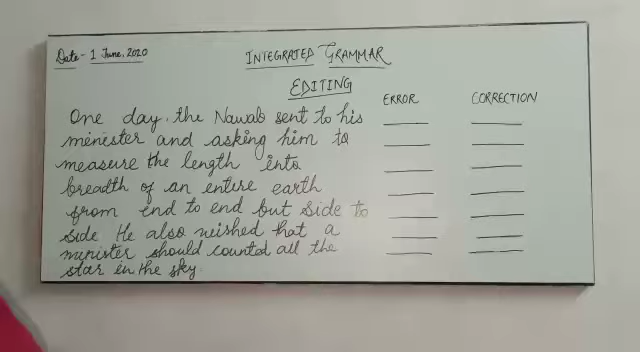 Date - 1 June, 2020
INTEGRATED GRAMMAR
EDITING
ERROR CORRECTION
One day, the Nawab sent to his
minister and asking him to
measure the length into
breadth of an entire earth
from end to end but side to
side He also wished that a
minister should counted all the
star in the sky.